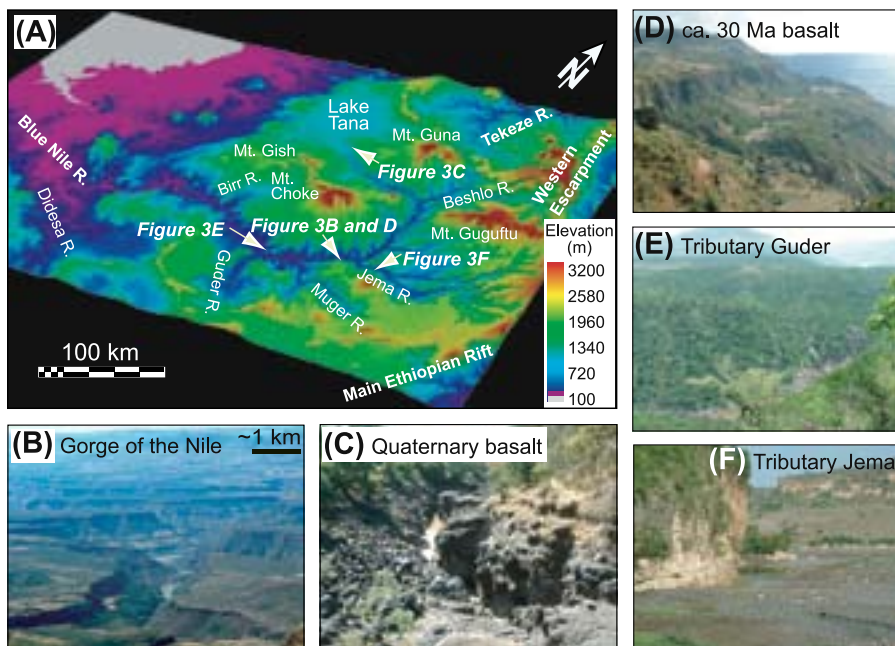 (A)
N
Lake
Tana
Mt. Guna
Tekeze R.
Mt. Gish
Blue Nile R.
Birr R.
Mt.
Choke
Figure 3C
Beshlo R.
Western
Escarpment
Didesa R.
Figure 3E
Figure 3B and D
Mt. Guguftu
Figure 3F
Guder R.
Jema R.
Muger R.
Main Ethiopian Rift
100 km
Elevation
(m)
3200
2580
1960
1340
720
100
(B) Gorge of the Nile
~1 km
(C) Quaternary basalt
(D) ca. 30 Ma basalt
(E) Tributary Guder
(F) Tributary Jema